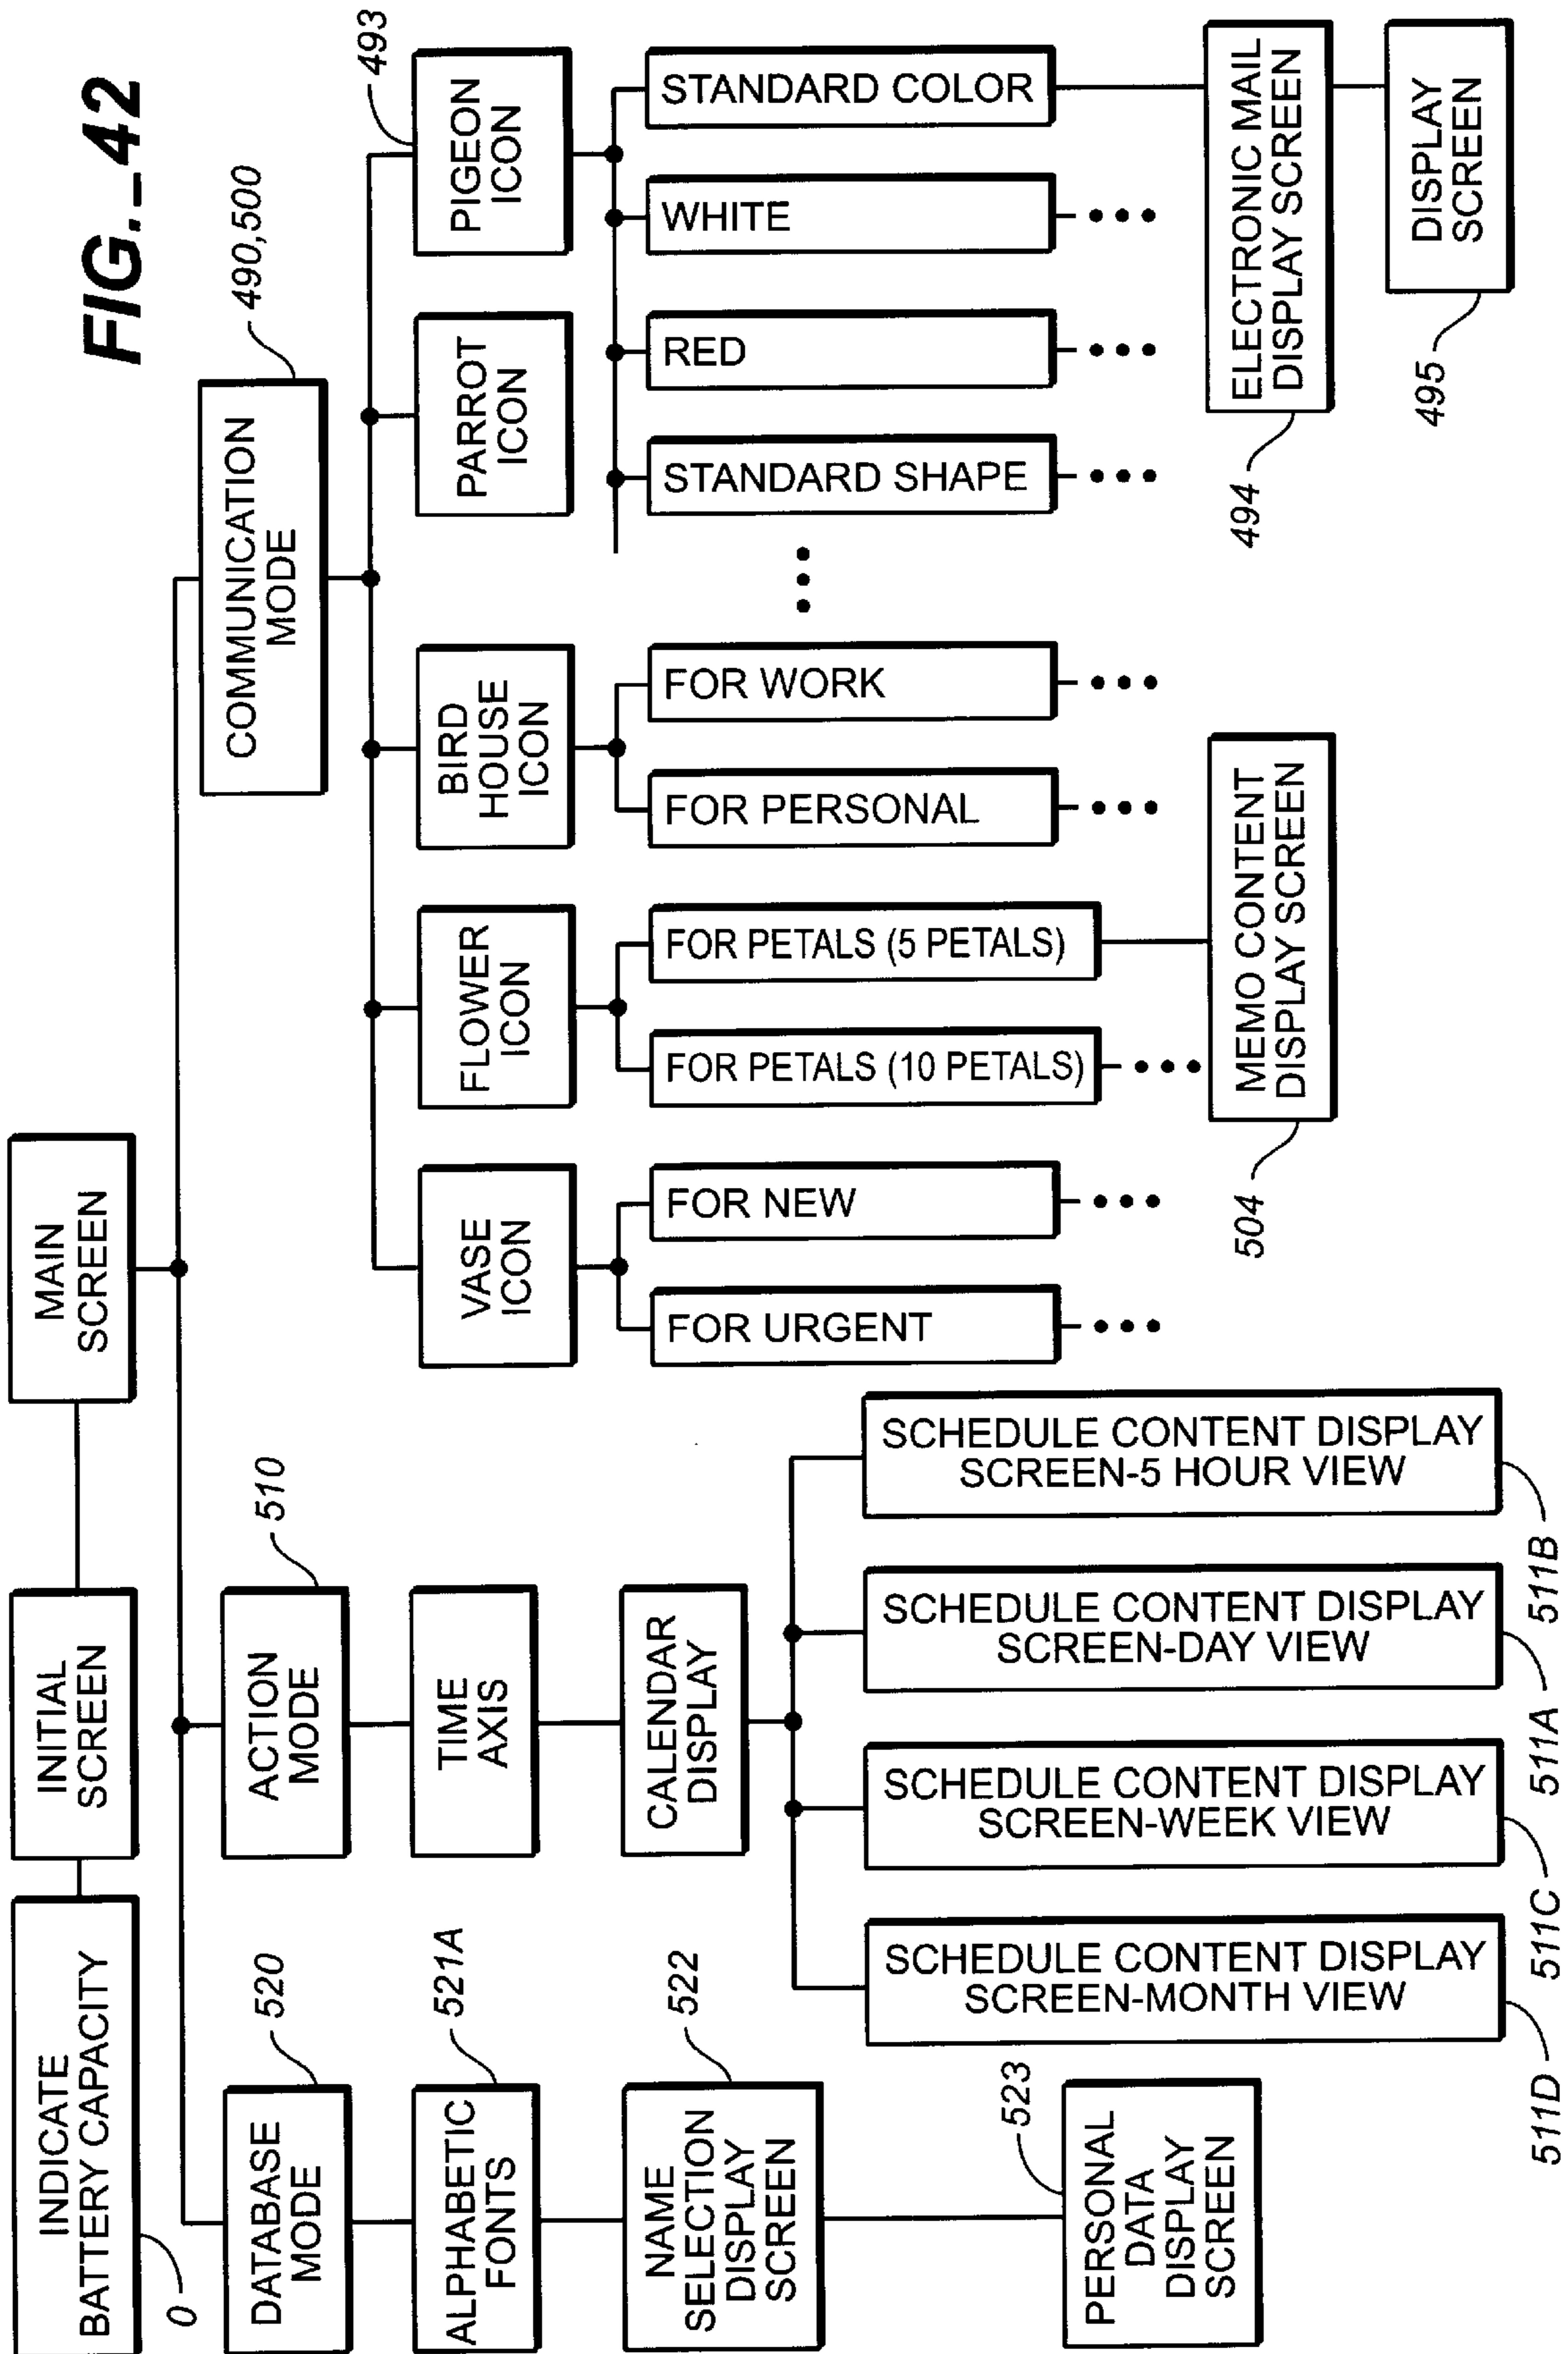 FIG._42
INDICATE
BATTERY CAPACITY
0
INITIAL
SCREEN
MAIN
SCREEN
DATABASE
MODE
520
ACTION
MODE
510
COMMUNICATION
MODE
490,500
ALPHABETIC
FONTS
521A
TIME
AXIS
VASE
ICON
FLOWER
ICON
BIRD
HOUSE
ICON
PARROT
ICON
PIGEON
ICON
493
NAME
SELECTION
DISPLAY
SCREEN
522
CALENDAR
DISPLAY
FOR URGENT
FOR NEW
FOR PETALS (10 PETALS)
FOR PETALS (5 PETALS)
FOR PERSONAL
FOR WORK
STANDARD SHAPE
RED
WHITE
STANDARD COLOR
PERSONAL
DATA
DISPLAY
SCREEN
523
SCHEDULE CONTENT DISPLAY
SCREEN-MONTH VIEW
511D
SCHEDULE CONTENT DISPLAY
SCREEN-WEEK VIEW
511C
SCHEDULE CONTENT DISPLAY
SCREEN-DAY VIEW
511A
SCHEDULE CONTENT DISPLAY
SCREEN-5 HOUR VIEW
511B
MEMO CONTENT
DISPLAY SCREEN
504
ELECTRONIC MAIL
DISPLAY SCREEN
494
DISPLAY
SCREEN
495